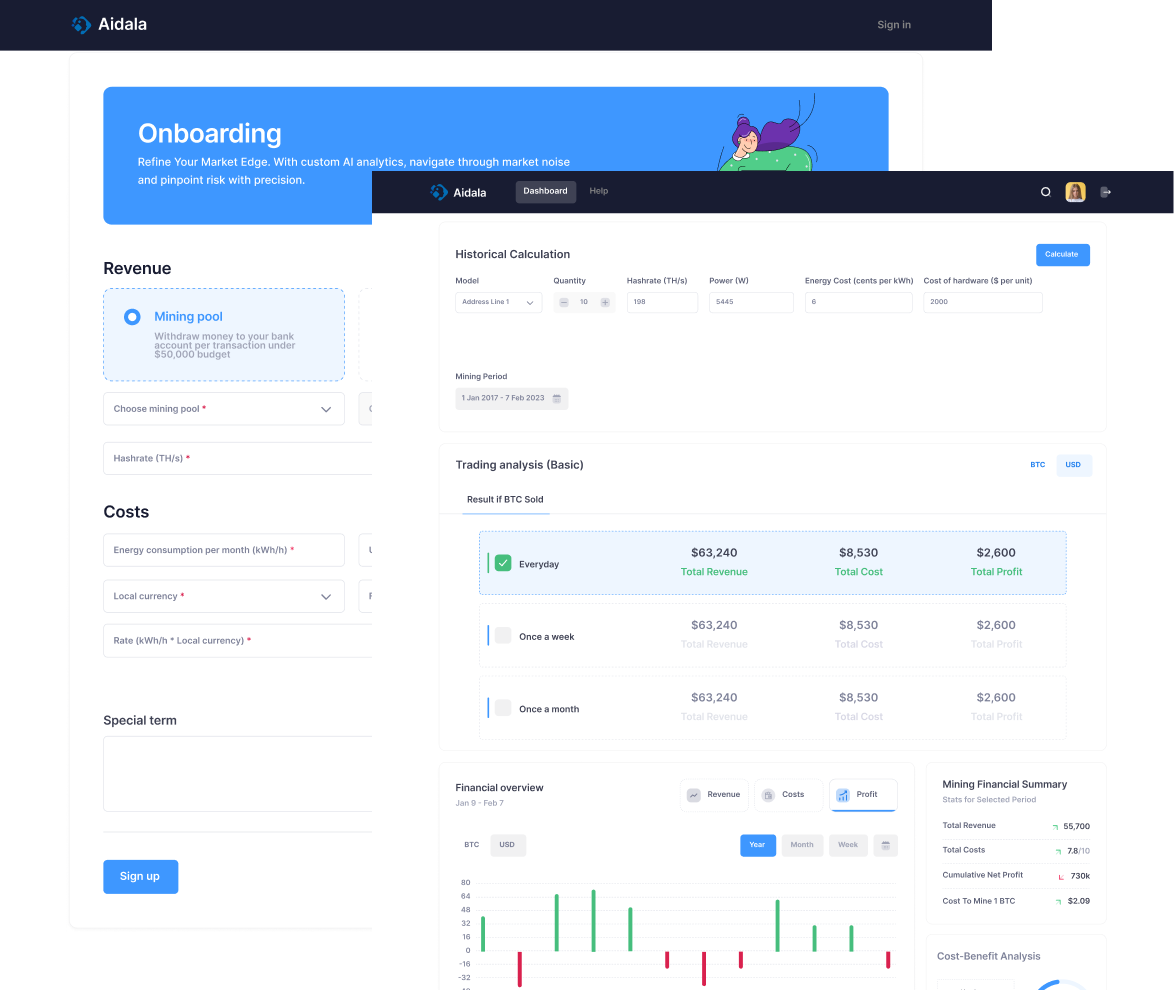 Aidala
Sign in
Onboarding
Refine Your Market Edge. With custom AI analytics, navigate through market noise
and pinpoint risk with precision.
Revenue
Mining pool
Withdraw money to your bank
account per transaction under
$50,000 budget
Choose mining pool *
Hashrate (TH/s) *
Costs
Energy consumption per month (kWh/h) *
Local currency *
Rate (kWh/h * Local currency) *
Special term
Sign up
Aidala
Dashboard
Help
Historical Calculation
Calculate
Model
Quantity
Hashrate (TH/s)
Power (W)
Energy Cost (cents per kWh)
Cost of hardware ($ per unit)
Address Line 1
10
198
5445
6
2000
Mining Period
1 Jan 2017 - 7 Feb 2023
Trading analysis (Basic)
BTC
USD
Result if BTC Sold
Everyday
$63,240
Total Revenue
$8,530
Total Cost
$2,600
Total Profit
Once a week
$63,240
Total Revenue
$8,530
Total Cost
$2,600
Total Profit
Once a month
$63,240
Total Revenue
$8,530
Total Cost
$2,600
Total Profit
Financial overview
Jan 9 - Feb 7
Revenue
Costs
Profit
BTC
USD
Year
Month
Week
80
64
48
32
16
0
-16
-32
Mining Financial Summary
Stats for Selected Period
Total Revenue
55,700
Total Costs
7.8/10
Cumulative Net Profit
730k
Cost To Mine 1 BTC
$2.09
Cost-Benefit Analysis